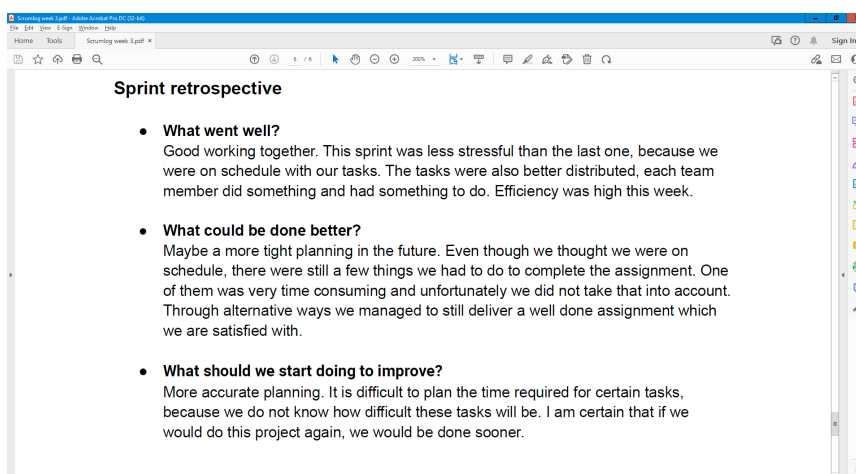 Scrumlog week 3.pdf - Adobe Acrobat Pro DC (32-bit)
File Edit View E-Sign Window Help
Home Tools Scrumlog week 3.pdf × Sign In
6 / 6 200%
Sprint retrospective
● What went well?
Good working together. This sprint was less stressful than the last one, because we
were on schedule with our tasks. The tasks were also better distributed, each team
member did something and had something to do. Efficiency was high this week.
● What could be done better?
Maybe a more tight planning in the future. Even though we thought we were on
schedule, there were still a few things we had to do to complete the assignment. One
of them was very time consuming and unfortunately we did not take that into account.
Through alternative ways we managed to still deliver a well done assignment which
we are satisfied with.
● What should we start doing to improve?
More accurate planning. It is difficult to plan the time required for certain tasks,
because we do not know how difficult these tasks will be. I am certain that if we
would do this project again, we would be done sooner.